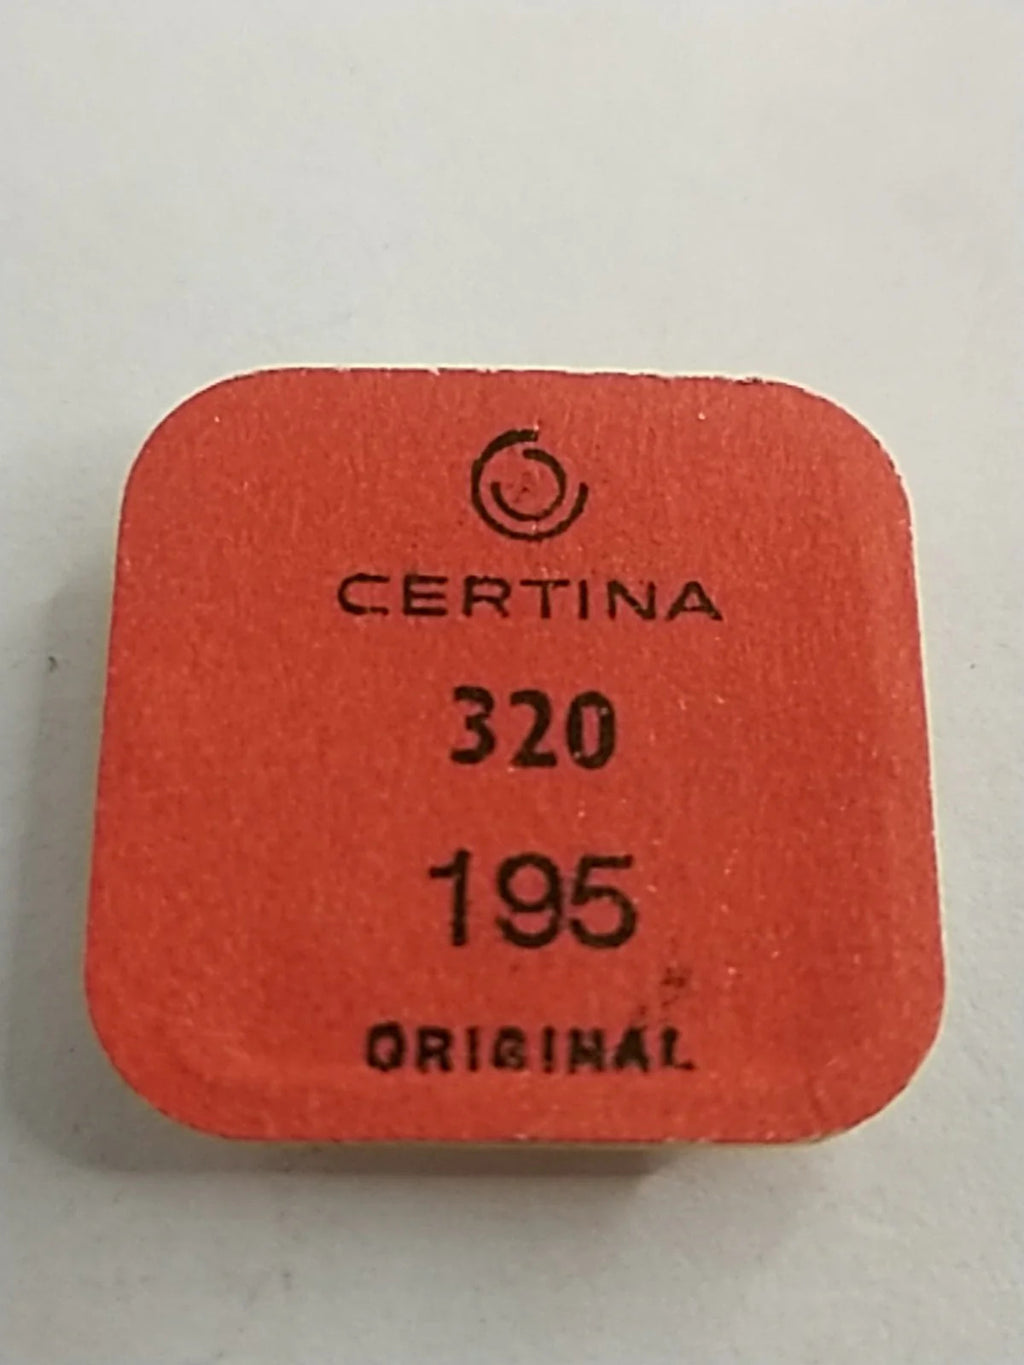 CERTINA
320
195
ORIGINAL